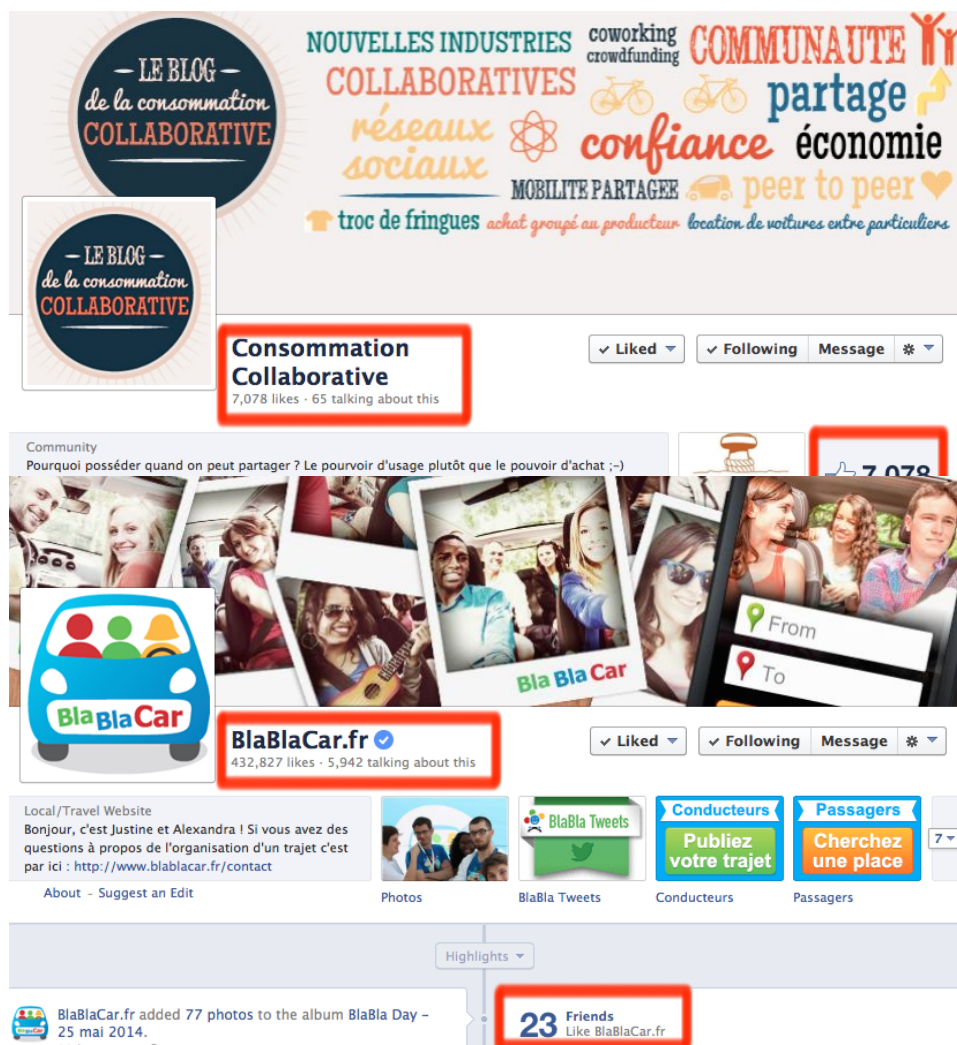 LE BLOG
de la consommation
COLLABORATIVE
NOUVELLES INDUSTRIES
COLLABORATIVES
coworking
crowdfunding
COMMUNAUTE
partage
réseaux
sociaux
confiance
économie
MOBILITE PARTAGEE
peer to peer
troc de fringues
achat groupé au producteur
location de voitures entre particuliers
LE BLOG
de la consommation
COLLABORATIVE
Consommation
Collaborative
7,078 likes · 65 talking about this
Liked
Following
Message
Community
Pourquoi posséder quand on peut partager ? Le pourvoir d'usage plutôt que le pouvoir d'achat ;-)
7,078
From
To
Bla Bla Car
BlaBlaCar
BlaBlaCar.fr
432,827 likes · 5,942 talking about this
Liked
Following
Message
Local/Travel Website
Bonjour, c'est Justine et Alexandra ! Si vous avez des
questions à propos de l'organisation d'un trajet c'est
par ici : http://www.blablacar.fr/contact
About - Suggest an Edit
BlaBla Tweets
Conducteurs
Publiez
votre trajet
Passagers
Cherchez
une place
7
Photos
BlaBla Tweets
Conducteurs
Passagers
Highlights
BlaBlaCar.fr added 77 photos to the album BlaBla Day –
25 mai 2014.
23 Friends
Like BlaBlaCar.fr